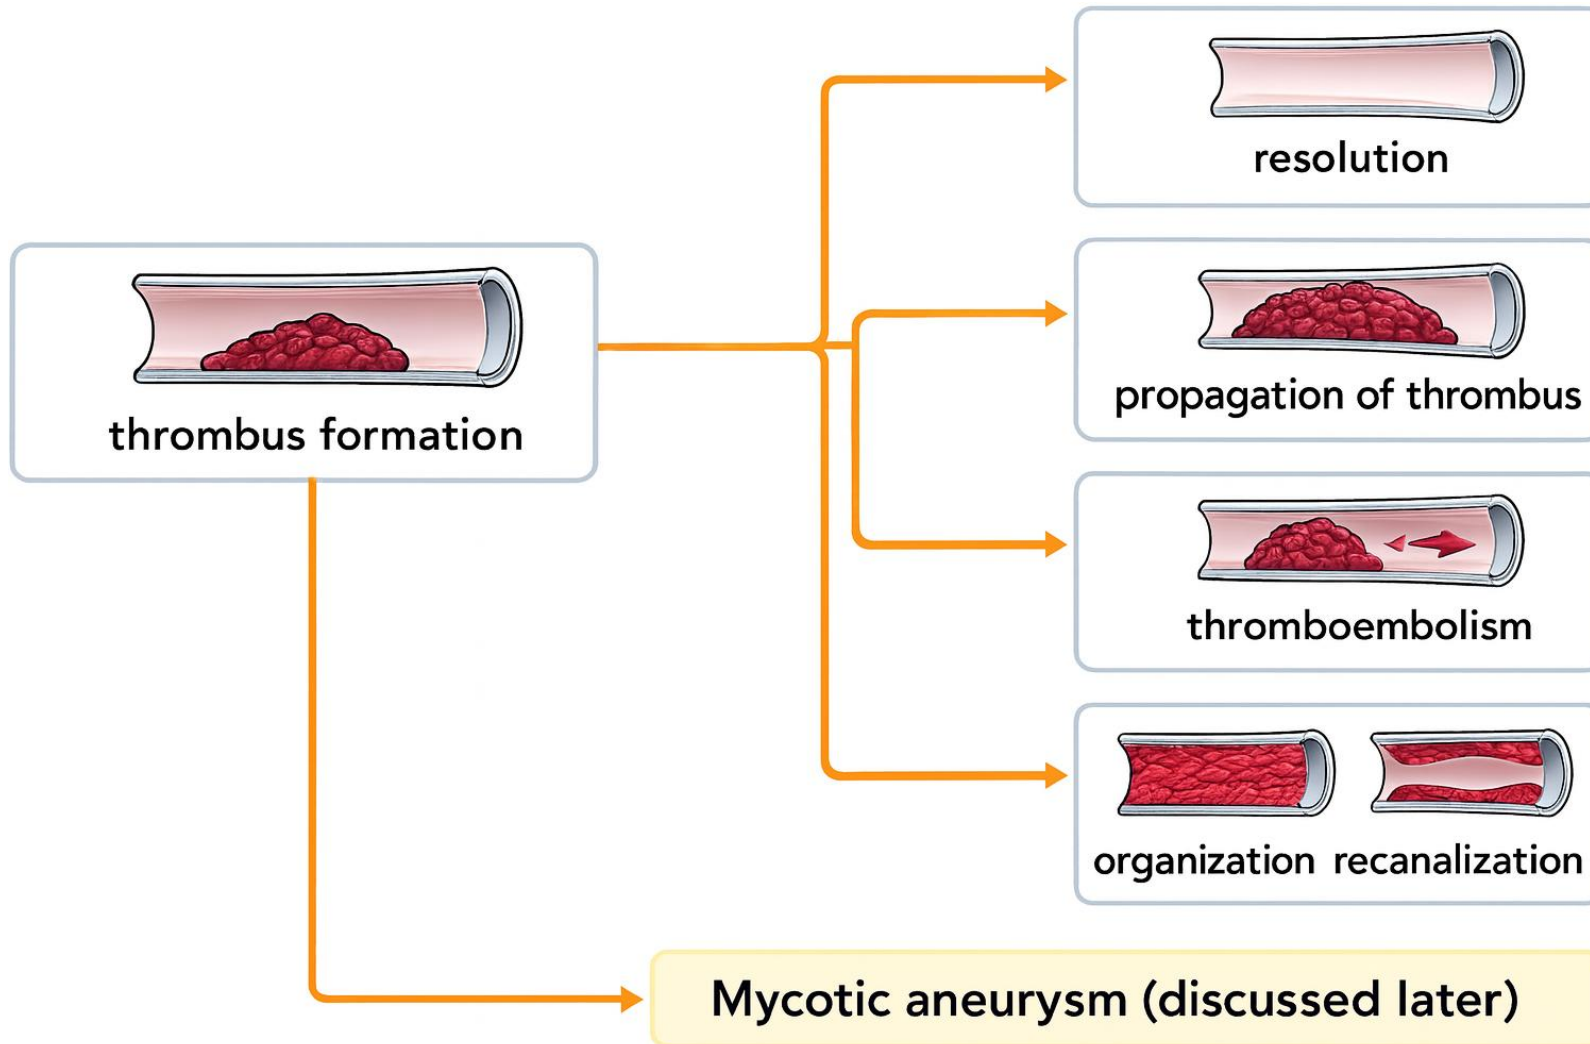 thrombus formation
resolution
propagation of thrombus
thromboembolism
organization recanalization
Mycotic aneurysm (discussed later)